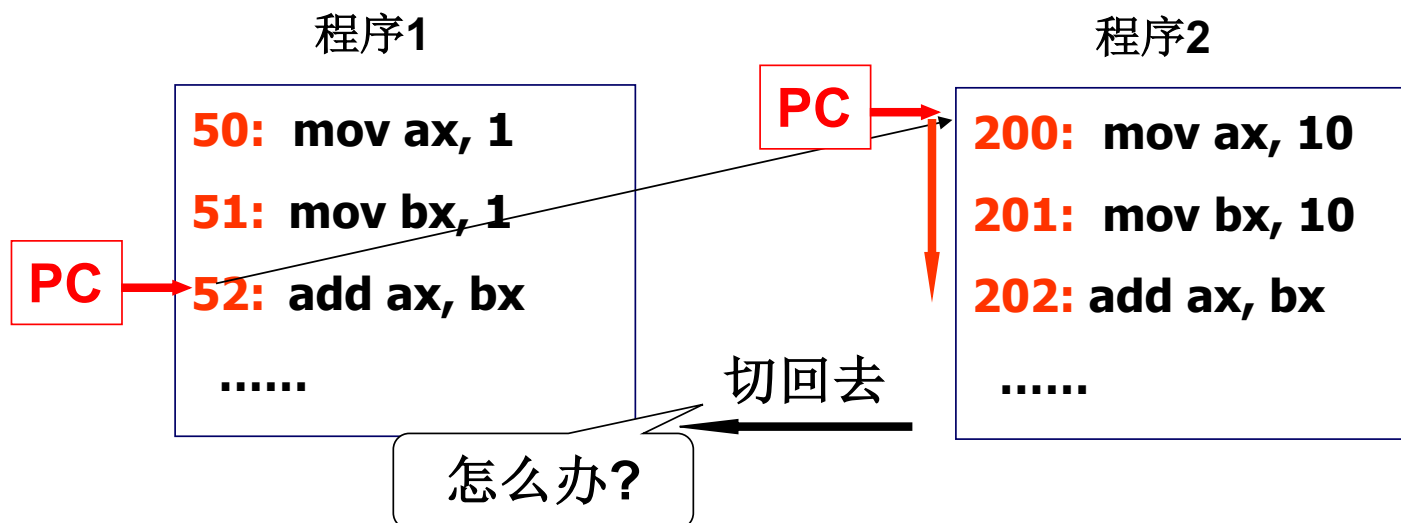 程序1
程序2
PC
50: mov ax, 1
51: mov bx, 1
PC
52: add ax, bx
......
200: mov ax, 10
201: mov bx, 10
202: add ax, bx
......
切回去
怎么办?